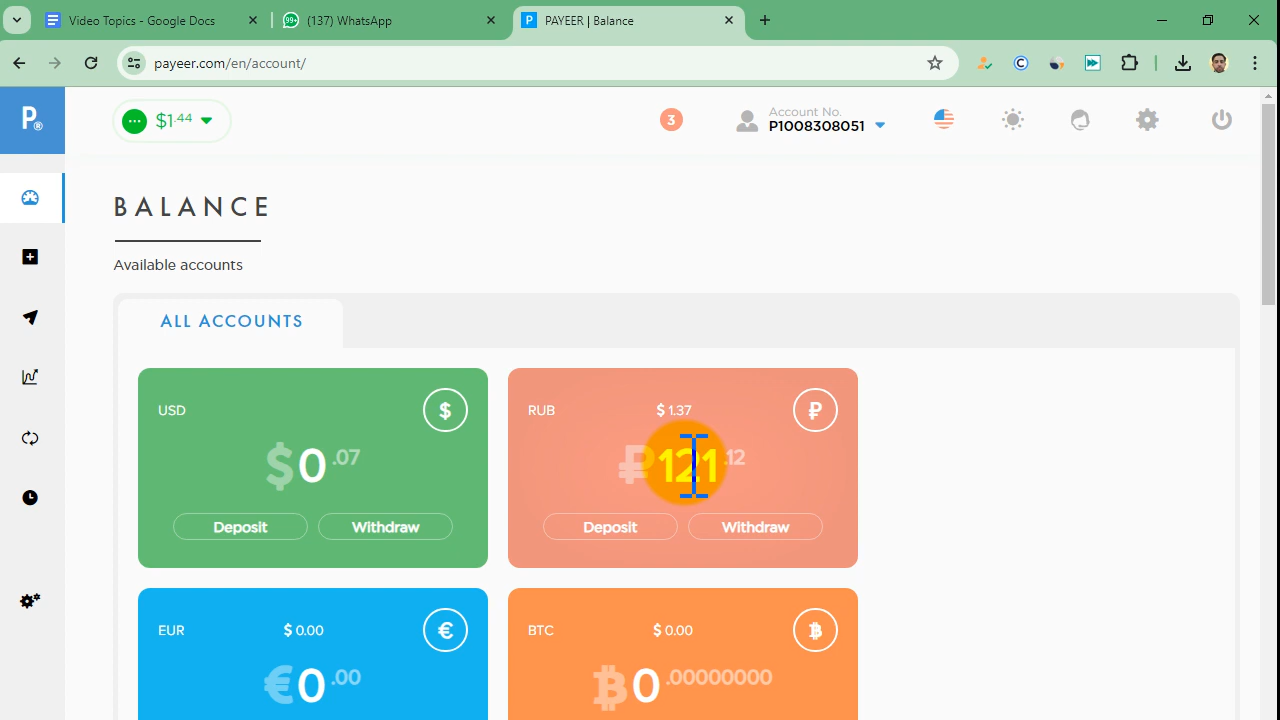 Video Topics - Google Docs
99+
(137) WhatsApp
P
PAYEER | Balance
payeer.com/en/account/
P®
$1.44
3
Account No.
P1008308051
BALANCE
Available accounts
ALL ACCOUNTS
USD
$
$0.07
Deposit
Withdraw
RUB
$ 1.37
₽
₽121.12
Deposit
Withdraw
EUR
$ 0.00
€
€0.00
BTC
$ 0.00
₿
₿0.00000000